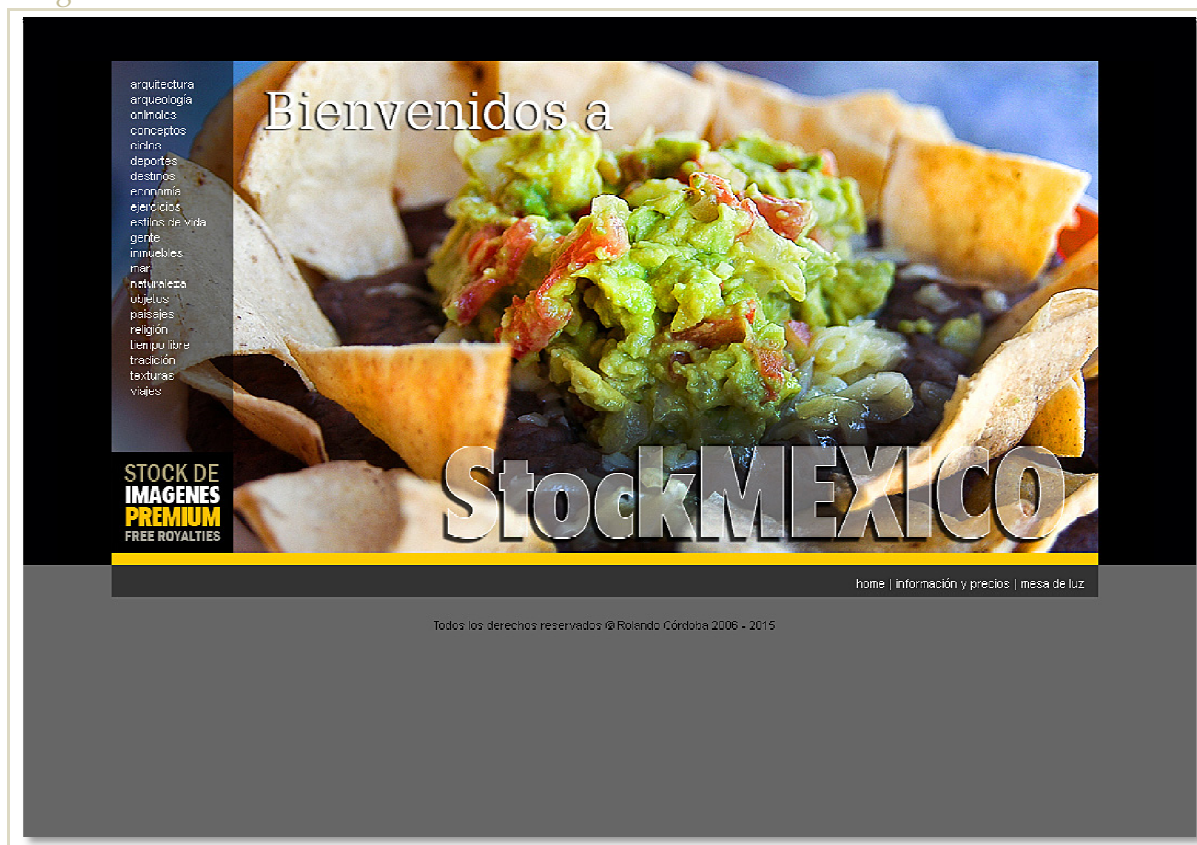 arquitectura
arqueología
animales
conceptos
cielos
deportes
destinos
economía
ejercicios
estilos de vida
gente
inmuebles
mar
naturaleza
objetos
paisajes
religión
tiempo libre
tradición
texturas
viajes
Bienvenidos a
StockMEXICO
STOCK DE
IMAGENES
PREMIUM
FREE ROYALTIES
home | información y precios | mesa de luz
Todos los derechos reservados @ Rolando Córdoba 2006 - 2015